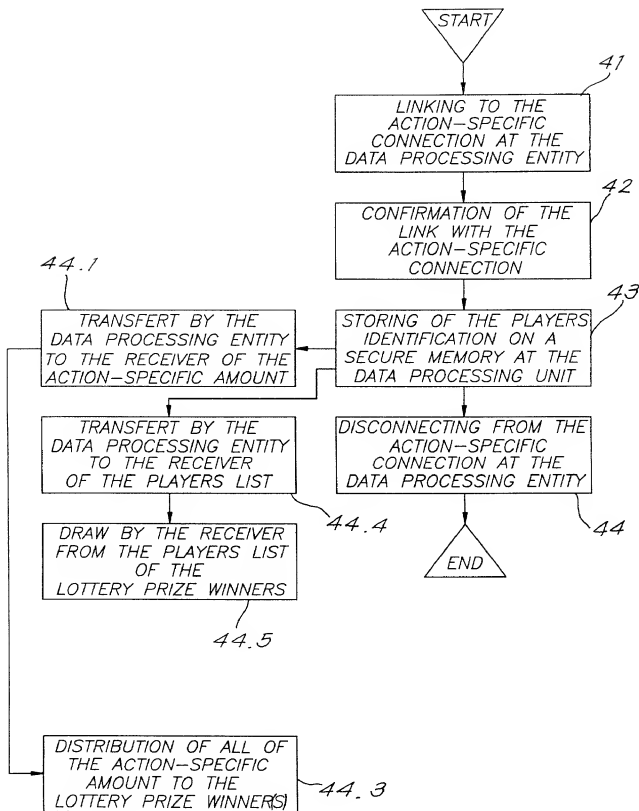 START
41
LINKING TO THE
ACTION-SPECIFIC
CONNECTION AT THE
DATA PROCESSING ENTITY
42
CONFIRMATION OF THE
LINK WITH THE
ACTION-SPECIFIC
CONNECTION
44.1
TRANSFERT BY THE
DATA PROCESSING ENTITY
TO THE RECEIVER OF THE
ACTION-SPECIFIC AMOUNT
43
STORING OF THE PLAYERS
IDENTIFICATION ON A
SECURE MEMORY AT THE
DATA PROCESSING UNIT
TRANSFERT BY THE
DATA PROCESSING ENTITY
TO THE RECEIVER
OF THE PLAYERS LIST
44.4
DISCONNECTING FROM THE
ACTION-SPECIFIC
CONNECTION AT THE
DATA PROCESSING ENTITY
44
DRAW BY THE RECEIVER
FROM THE PLAYERS LIST
OF THE
LOTTERY PRIZE WINNERS
44.5
END
DISTRIBUTION OF ALL OF
THE ACTION-SPECIFIC
AMOUNT TO THE
LOTTERY PRIZE WINNER(S)
44.3